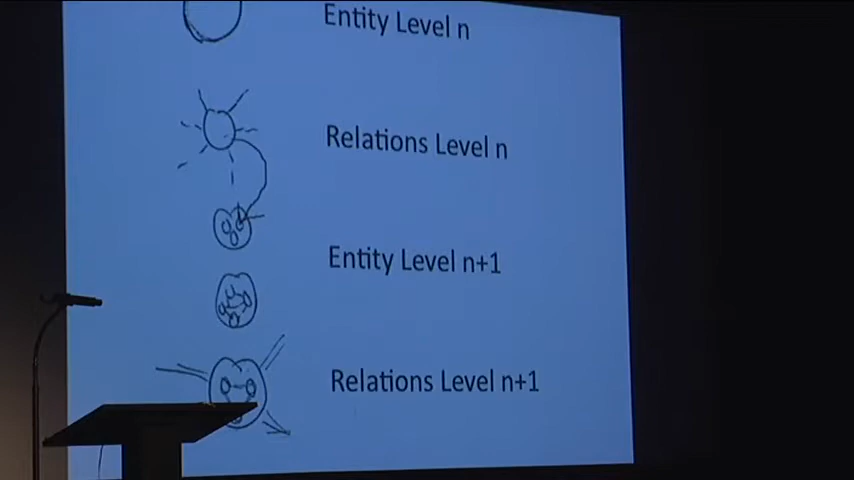 Entity Level n
Relations Level n
Entity Level n+1
Relations Level n+1